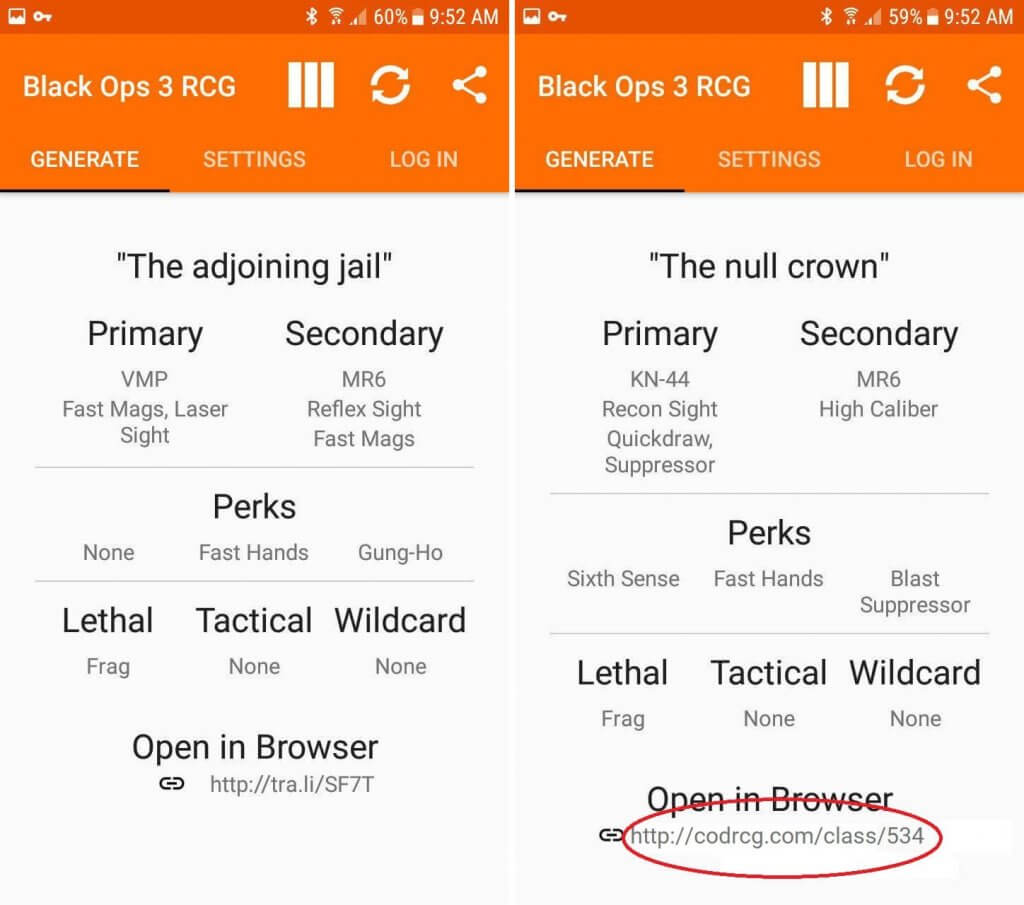 60% 9:52 AM
Black Ops 3 RCG
GENERATE SETTINGS LOG IN
"The adjoining jail"
Primary Secondary
VMP MR6
Fast Mags, Laser Reflex Sight
Sight Fast Mags
Perks
None Fast Hands Gung-Ho
Lethal Tactical Wildcard
Frag None None
Open in Browser
http://tra.li/SF7T
59% 9:52 AM
Black Ops 3 RCG
GENERATE SETTINGS LOG IN
"The null crown"
Primary Secondary
KN-44 MR6
Recon Sight High Caliber
Quickdraw,
Suppressor
Perks
Sixth Sense Fast Hands Blast
Suppressor
Lethal Tactical Wildcard
Frag None None
Open in Browser
http://codrcg.com/class/534